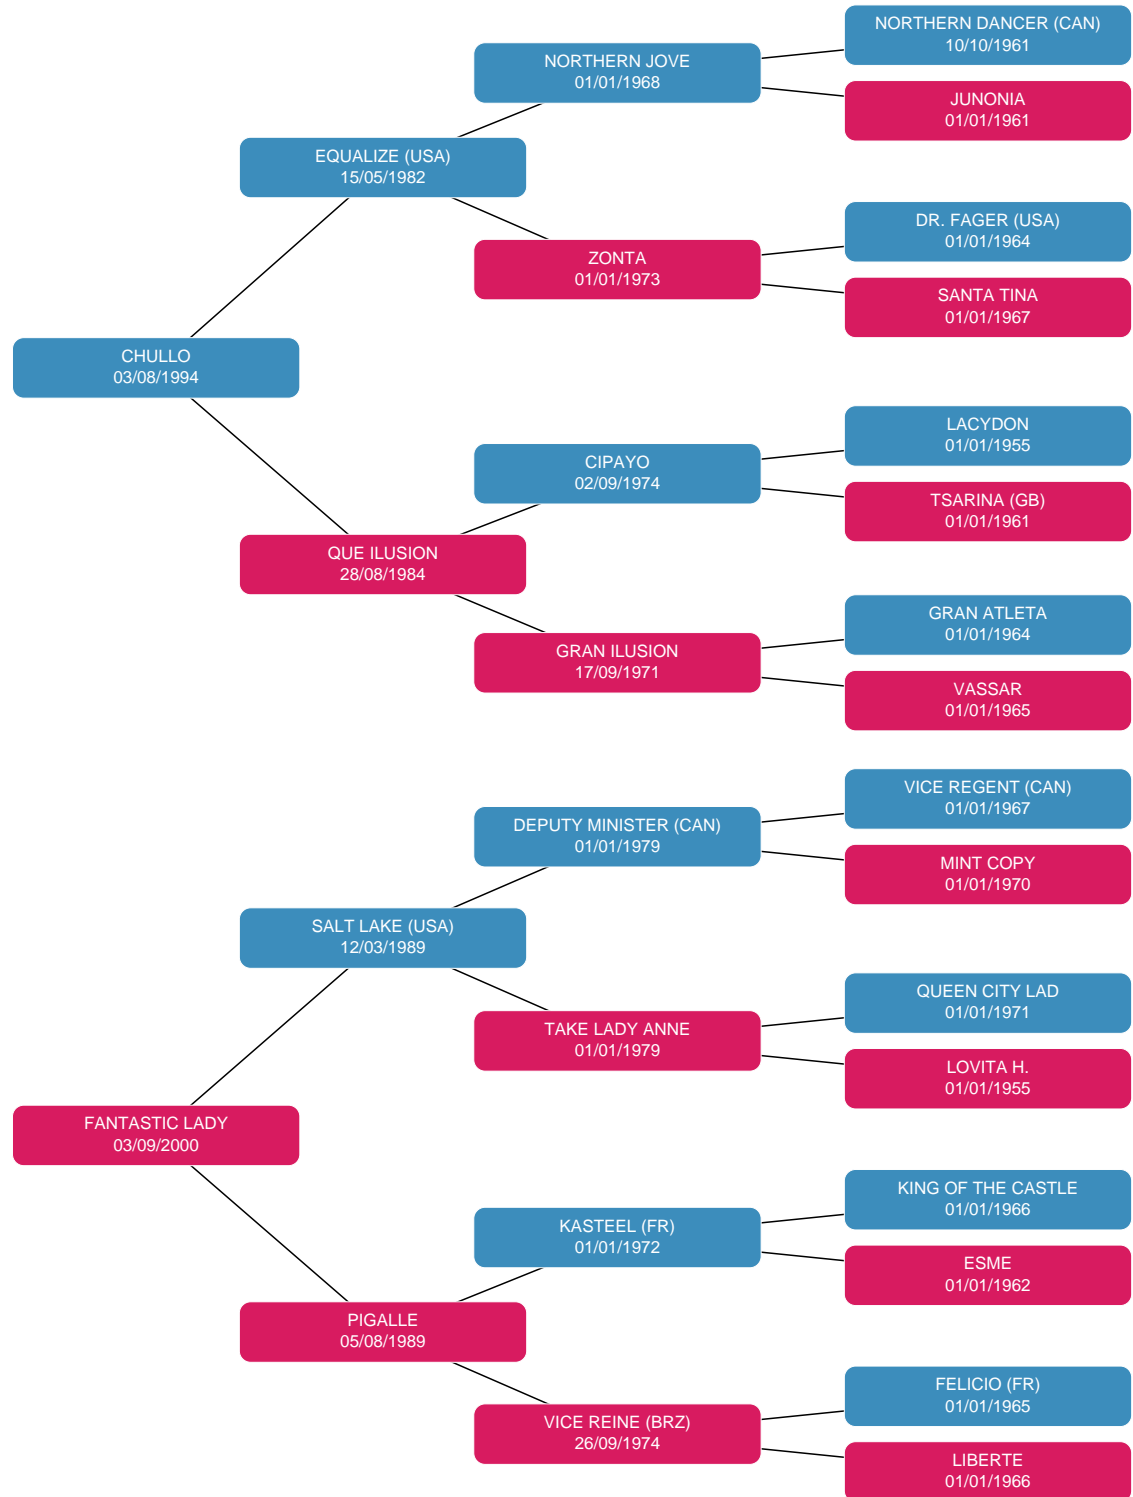 NORTHERN DANCER (CAN)
10/10/1961
NORTHERN JOVE
01/01/1968
JUNONIA
01/01/1961
EQUALIZE (USA)
15/05/1982
DR. FAGER (USA)
01/01/1964
ZONTA
01/01/1973
SANTA TINA
01/01/1967
CHULLO
03/08/1994
LACYDON
01/01/1955
CIPAYO
02/09/1974
TSARINA (GB)
01/01/1961
QUE ILUSION
28/08/1984
GRAN ATLETA
01/01/1964
GRAN ILUSION
17/09/1971
VASSAR
01/01/1965
VICE REGENT (CAN)
01/01/1967
DEPUTY MINISTER (CAN)
01/01/1979
MINT COPY
01/01/1970
SALT LAKE (USA)
12/03/1989
QUEEN CITY LAD
01/01/1971
TAKE LADY ANNE
01/01/1979
LOVITA H.
01/01/1955
FANTASTIC LADY
03/09/2000
KING OF THE CASTLE
01/01/1966
KASTEEL (FR)
01/01/1972
ESME
01/01/1962
PIGALLE
05/08/1989
FELICIO (FR)
01/01/1965
VICE REINE (BRZ)
26/09/1974
LIBERTE
01/01/1966